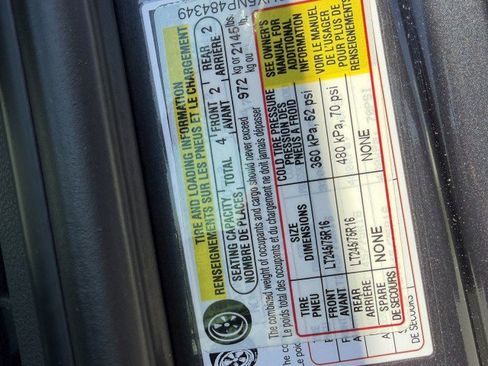 UX5NP484349
TIRE AND LOADING INFORMATION
RENSEIGNEMENTS SUR LES PNEUS ET LE CHARGEMENT
SEATING CAPACITY TOTAL 4 FRONT 2 REAR 2
NOMBRE DE PLACES AVANT ARRIÈRE
The combined weight of occupants and cargo should never exceed 972 kg or 2145 lbs
Le poids total des occupants et du chargement ne doit jamais dépasser kg ou
TIRE SIZE COLD TIRE PRESSURE SEE OWNER'S
PNEU DIMENSIONS PRESSION DES MANUAL FOR
PNEUS A FROID ADDITIONAL
INFORMATION
FRONT LT245/75R16 360 kPa, 52 psi
AVANT
REAR LT245/75R16 480 kPa, 70 psi
ARRIÈRE
SPARE NONE NONE
DE SECOURS
VOIR LE MANUEL
DE L'USAGER
POUR PLUS DE
RENSEIGNEMENTS
DE SECOURS